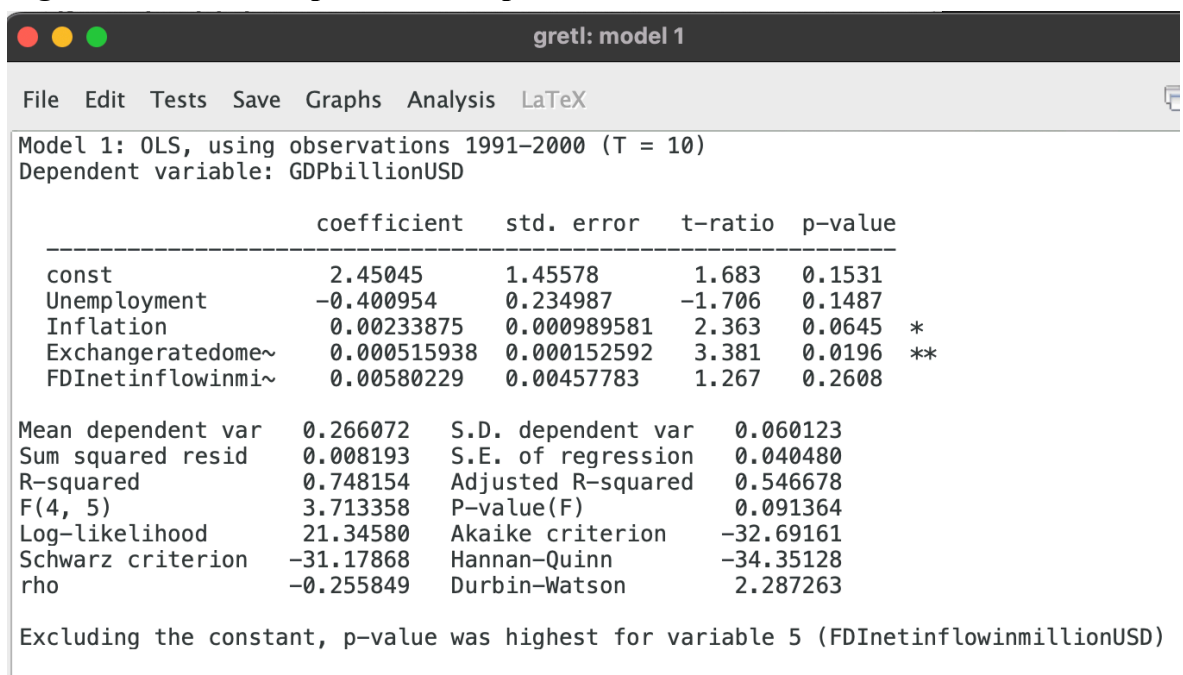 gretl: model 1
File Edit Tests Save Graphs Analysis LaTeX
Model 1: OLS, using observations 1991–2000 (T = 10)
Dependent variable: GDPbillionUSD
coefficient std. error t-ratio p-value
const 2.45045 1.45578 1.683 0.1531
Unemployment −0.400954 0.234987 −1.706 0.1487
Inflation 0.00233875 0.000989581 2.363 0.0645 *
Exchangeratedome~ 0.000515938 0.000152592 3.381 0.0196 **
FDInetinflowinmi~ 0.00580229 0.00457783 1.267 0.2608
Mean dependent var 0.266072 S.D. dependent var 0.060123
Sum squared resid 0.008193 S.E. of regression 0.040480
R-squared 0.748154 Adjusted R-squared 0.546678
F(4, 5) 3.713358 P-value(F) 0.091364
Log-likelihood 21.34580 Akaike criterion −32.69161
Schwarz criterion −31.17868 Hannan-Quinn −34.35128
rho −0.255849 Durbin-Watson 2.287263
Excluding the constant, p-value was highest for variable 5 (FDInetinflowinmillionUSD)